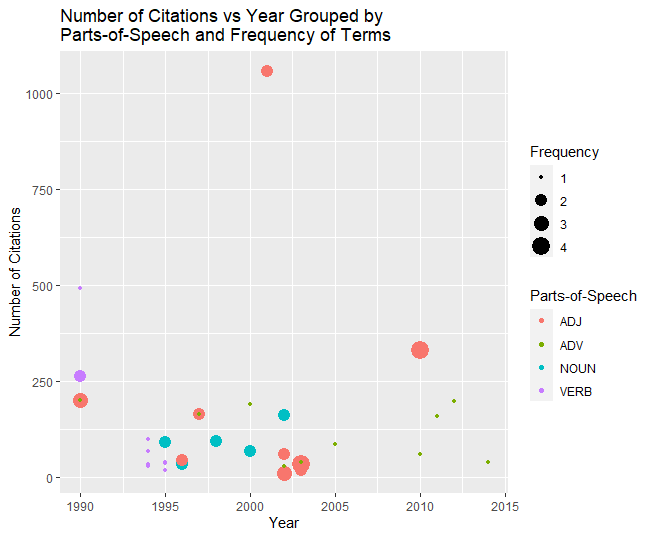 Number of Citations vs Year Grouped by
Parts-of-Speech and Frequency of Terms
Number of Citations
1000
750
500
250
0
1990
1995
2000
2005
2010
2015
Year
Frequency
1
2
3
4
Parts-of-Speech
ADJ
ADV
NOUN
VERB